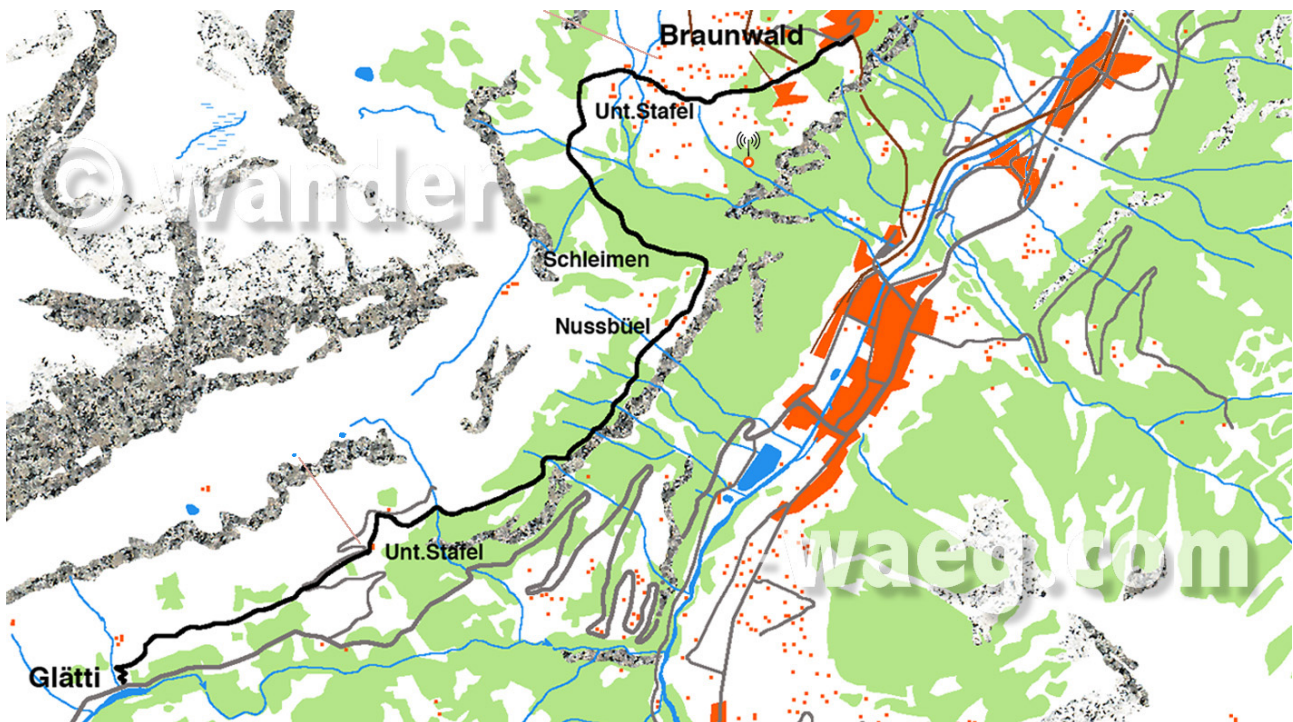 Braunwald
Unt.Stafel
© wander-
Schleimen
Nussbüel
Unt.Stafel
-waeg.com
Glätti